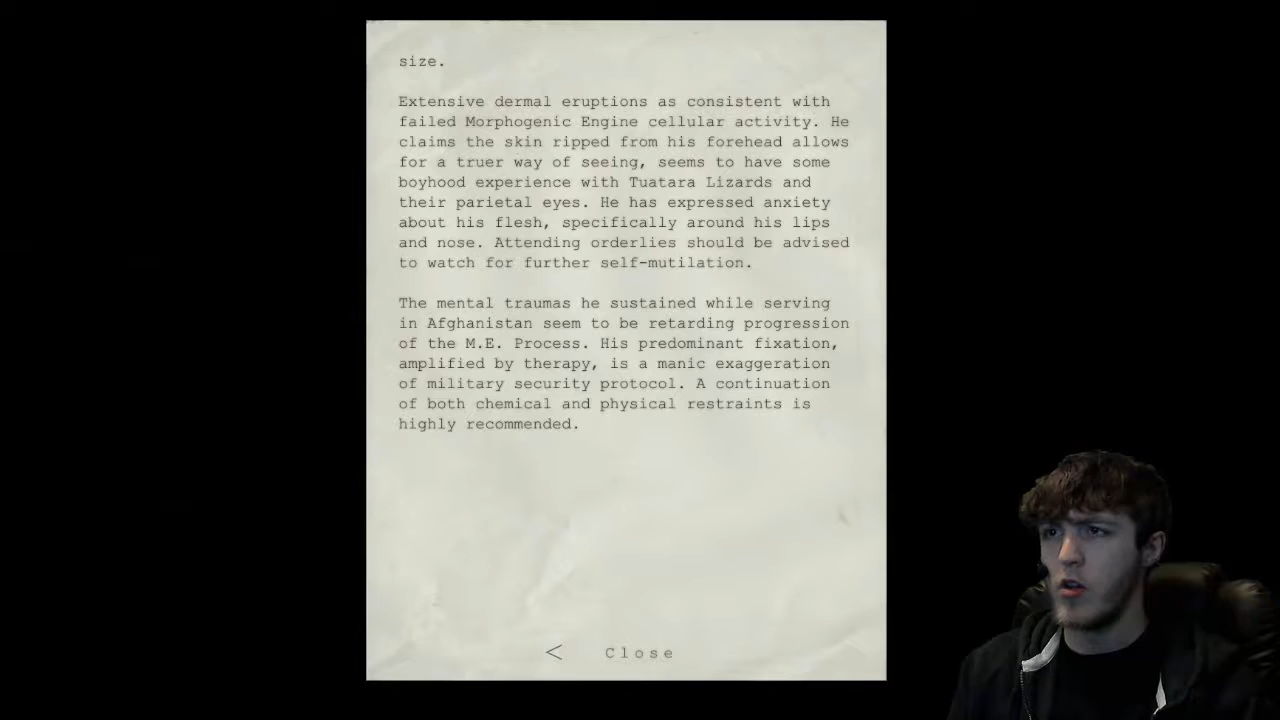 size.
Extensive dermal eruptions as consistent with
failed Morphogenic Engine cellular activity. He
claims the skin ripped from his forehead allows
for a truer way of seeing, seems to have some
boyhood experience with Tuatara Lizards and
their parietal eyes. He has expressed anxiety
about his flesh, specifically around his lips
and nose. Attending orderlies should be advised
to watch for further self-mutilation.
The mental traumas he sustained while serving
in Afghanistan seem to be retarding progression
of the M.E. Process. His predominant fixation,
amplified by therapy, is a manic exaggeration
of military security protocol. A continuation
of both chemical and physical restraints is
highly recommended.
< Close